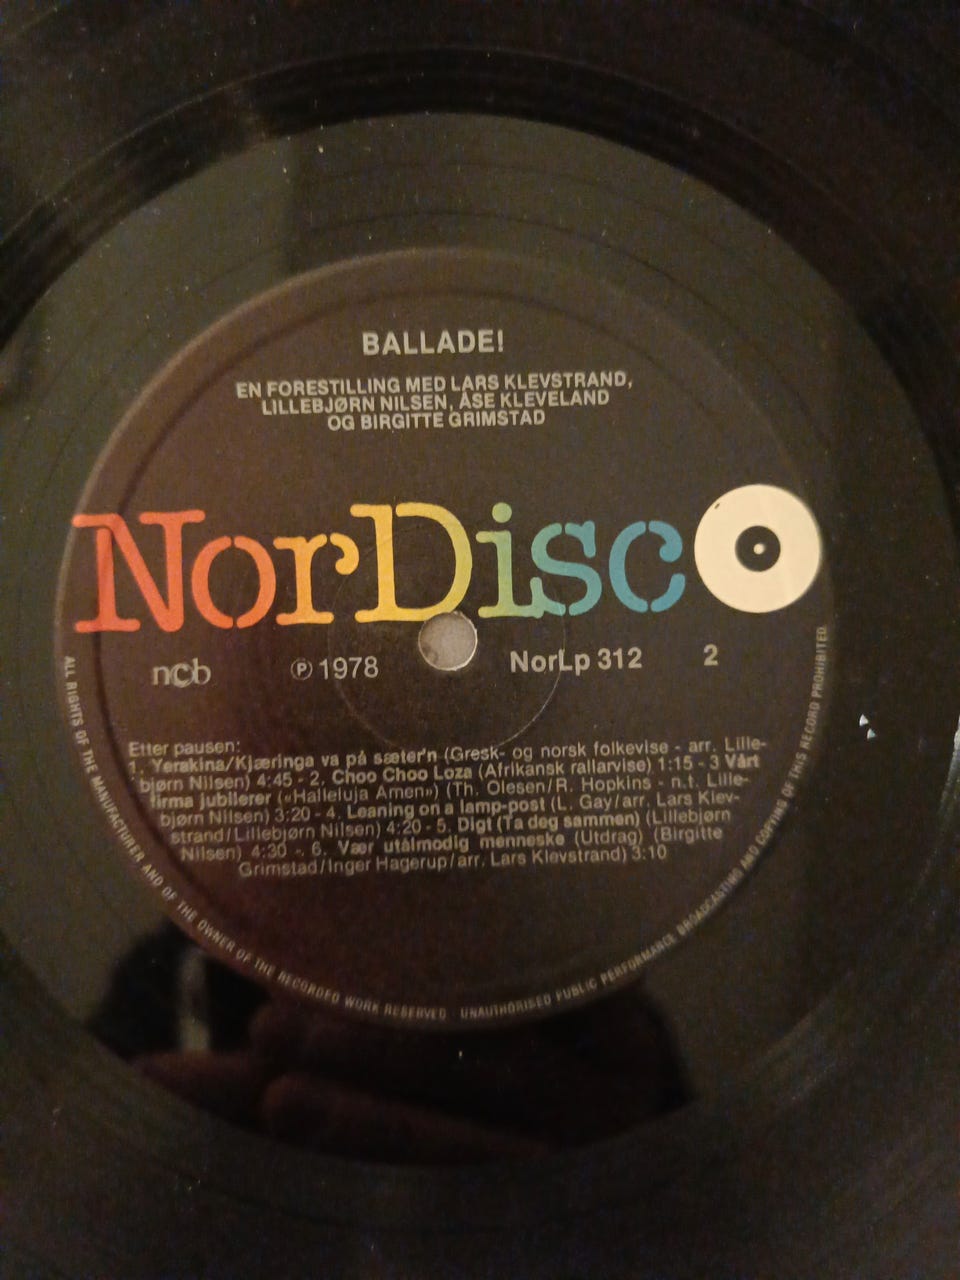 BALLADE!
EN FORESTILLING MED LARS KLEVSTRAND,
LILLEBJØRN NILSEN, ÅSE KLEVELAND
OG BIRGITTE GRIMSTAD
NorDisco
ncb ℗ 1978 NorLp 312 2
Etter pausen:
1. Yerakina/Kjæringa va på sæter'n (Gresk- og norsk folkevise - arr. Lille-
bjørn Nilsen) 4:45 - 2. Choo Choo Loza (Afrikansk rallarvise) 1:15 - 3 Vårt
firma jubilerer («Halleluja Amen») (Th. Olesen/R. Hopkins - n.t. Lille-
bjørn Nilsen) 3:20 - 4. Leaning on a lamp-post (L. Gay/arr. Lars Klev-
strand/Lillebjørn Nilsen) 4:20 - 5. Digt (Ta deg sammen) (Lillebjørn
Nilsen) 4:30 - 6. Vær utålmodig menneske (Utdrag) (Birgitte
Grimstad/Inger Hagerup/arr. Lars Klevstrand) 3:10
ALL RIGHTS OF THE MANUFACTURER AND OF THE OWNER OF THE RECORDED WORK RESERVED UNAUTHORISED PUBLIC PERFORMANCE BROADCASTING AND COPYING OF THIS RECORD PROHIBITED